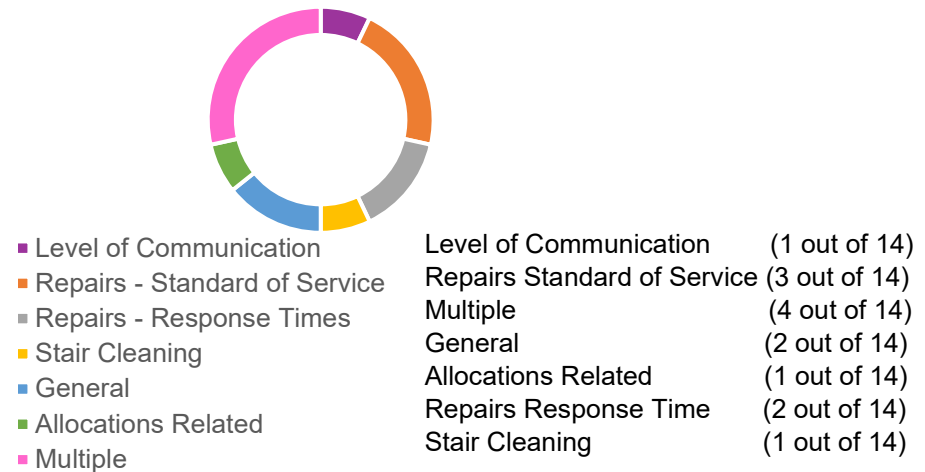 Level of Communication
Repairs - Standard of Service
Repairs - Response Times
Stair Cleaning
General
Allocations Related
Multiple
Level of Communication (1 out of 14)
Repairs Standard of Service (3 out of 14)
Multiple (4 out of 14)
General (2 out of 14)
Allocations Related (1 out of 14)
Repairs Response Time (2 out of 14)
Stair Cleaning (1 out of 14)